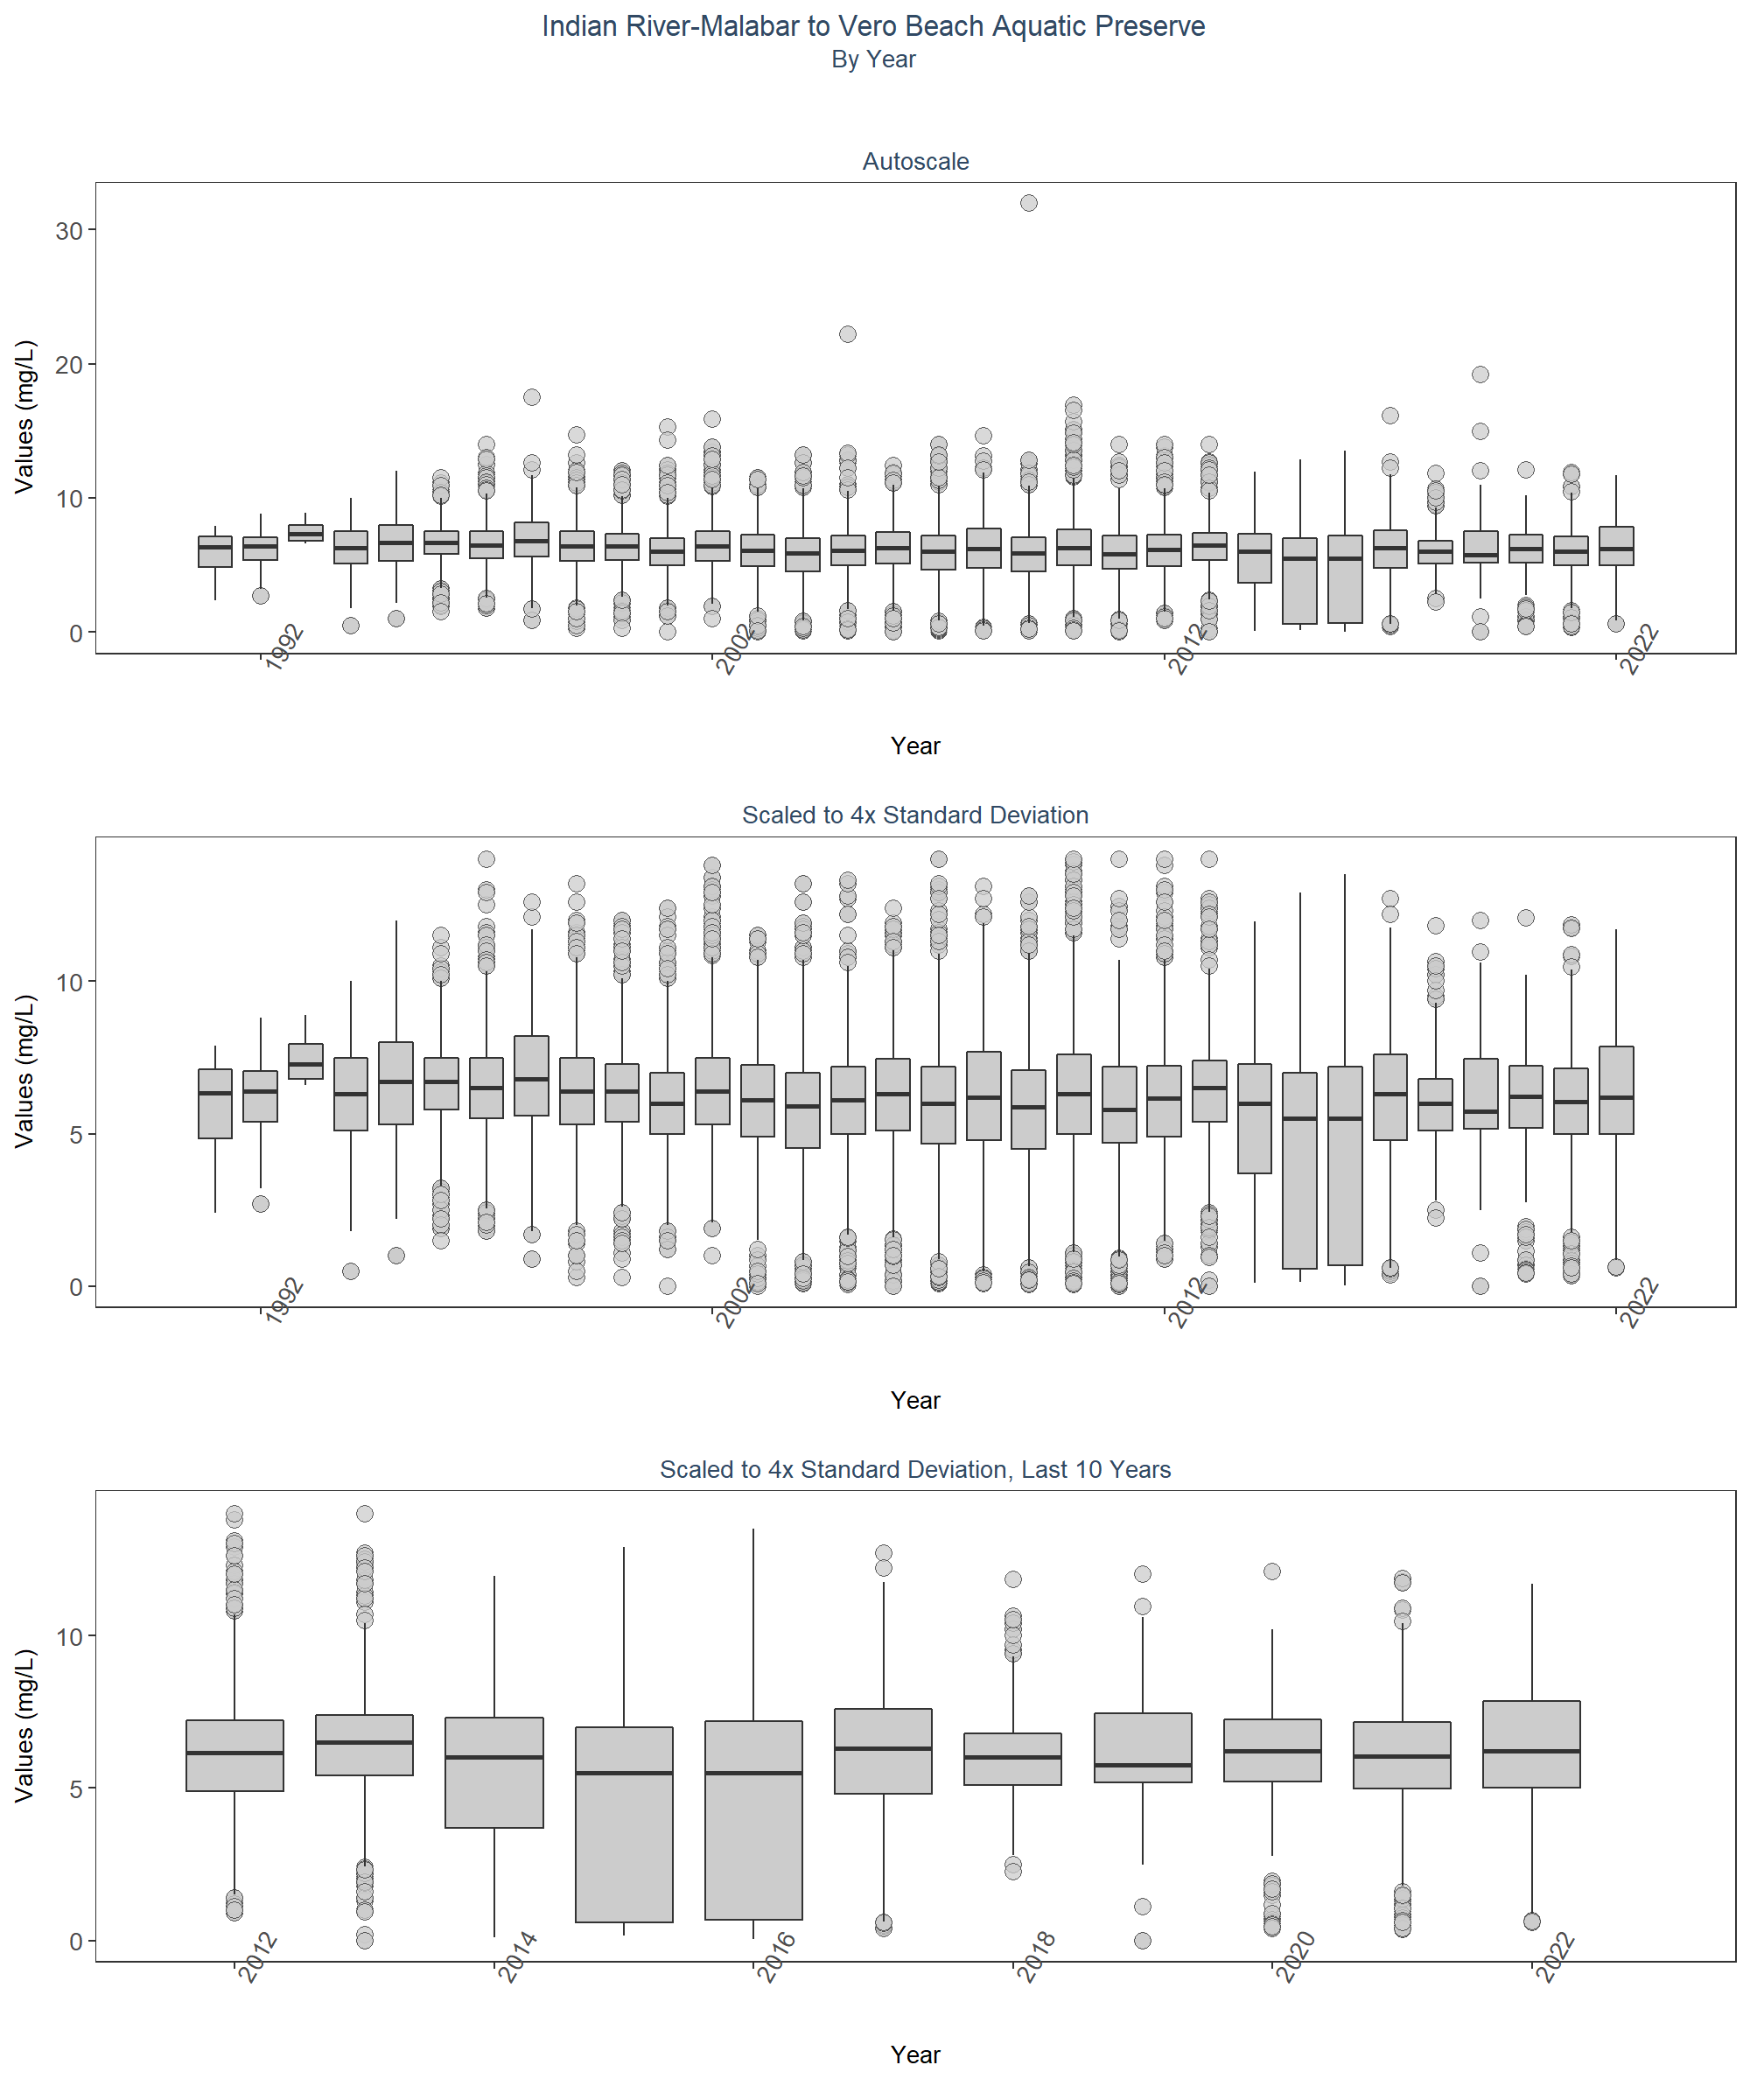 Indian River-Malabar to Vero Beach Aquatic Preserve
By Year
Autoscale
Values (mg/L)
30
20
10
0
1992
2002
2012
2022
Year
Scaled to 4x Standard Deviation
Values (mg/L)
10
5
0
1992
2002
2012
2022
Year
Scaled to 4x Standard Deviation, Last 10 Years
Values (mg/L)
10
5
0
2012
2014
2016
2018
2020
2022
Year